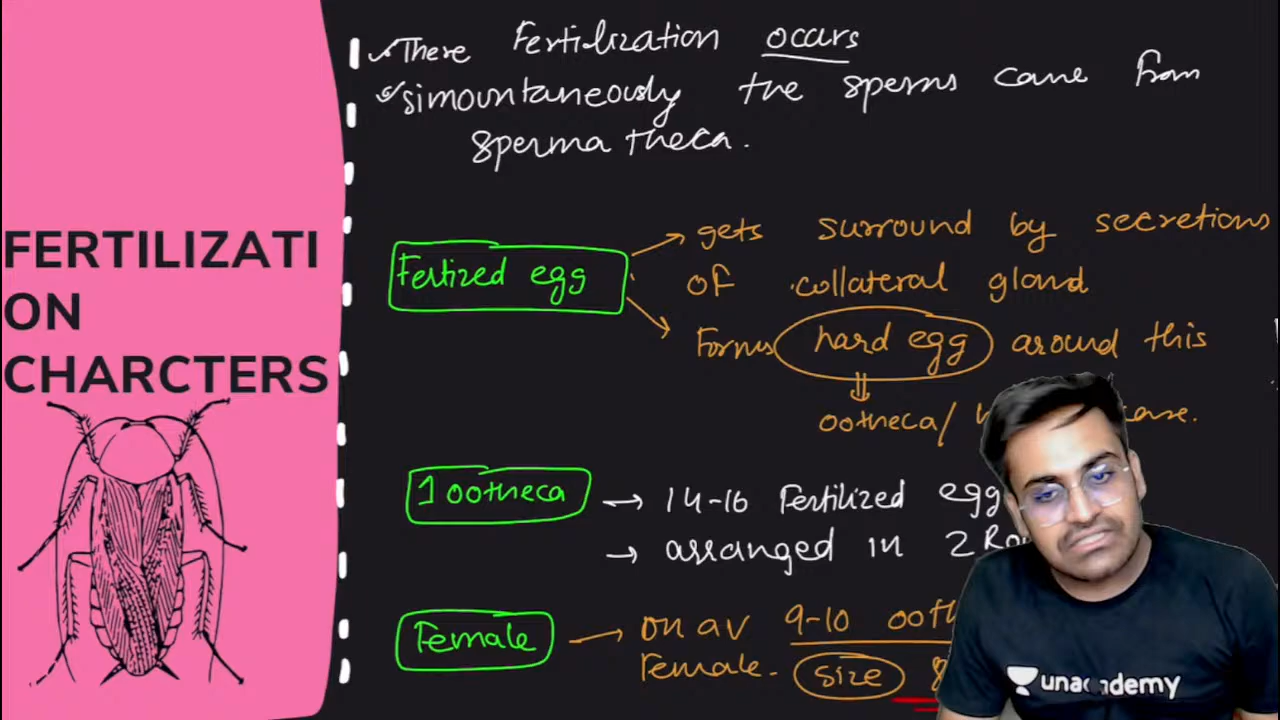 FERTILIZATI
ON
CHARCTERS
There Fertilization occurs
simountaneously the sperms came from
spermatheca.
Fertized egg
gets surround by secretions
of collateral gland
Forms hard egg around this
ootheca/
1 ootheca
14-16 Fertilized egg
arranged in 2
Female
on av 9-10
Female.
size
unacademy